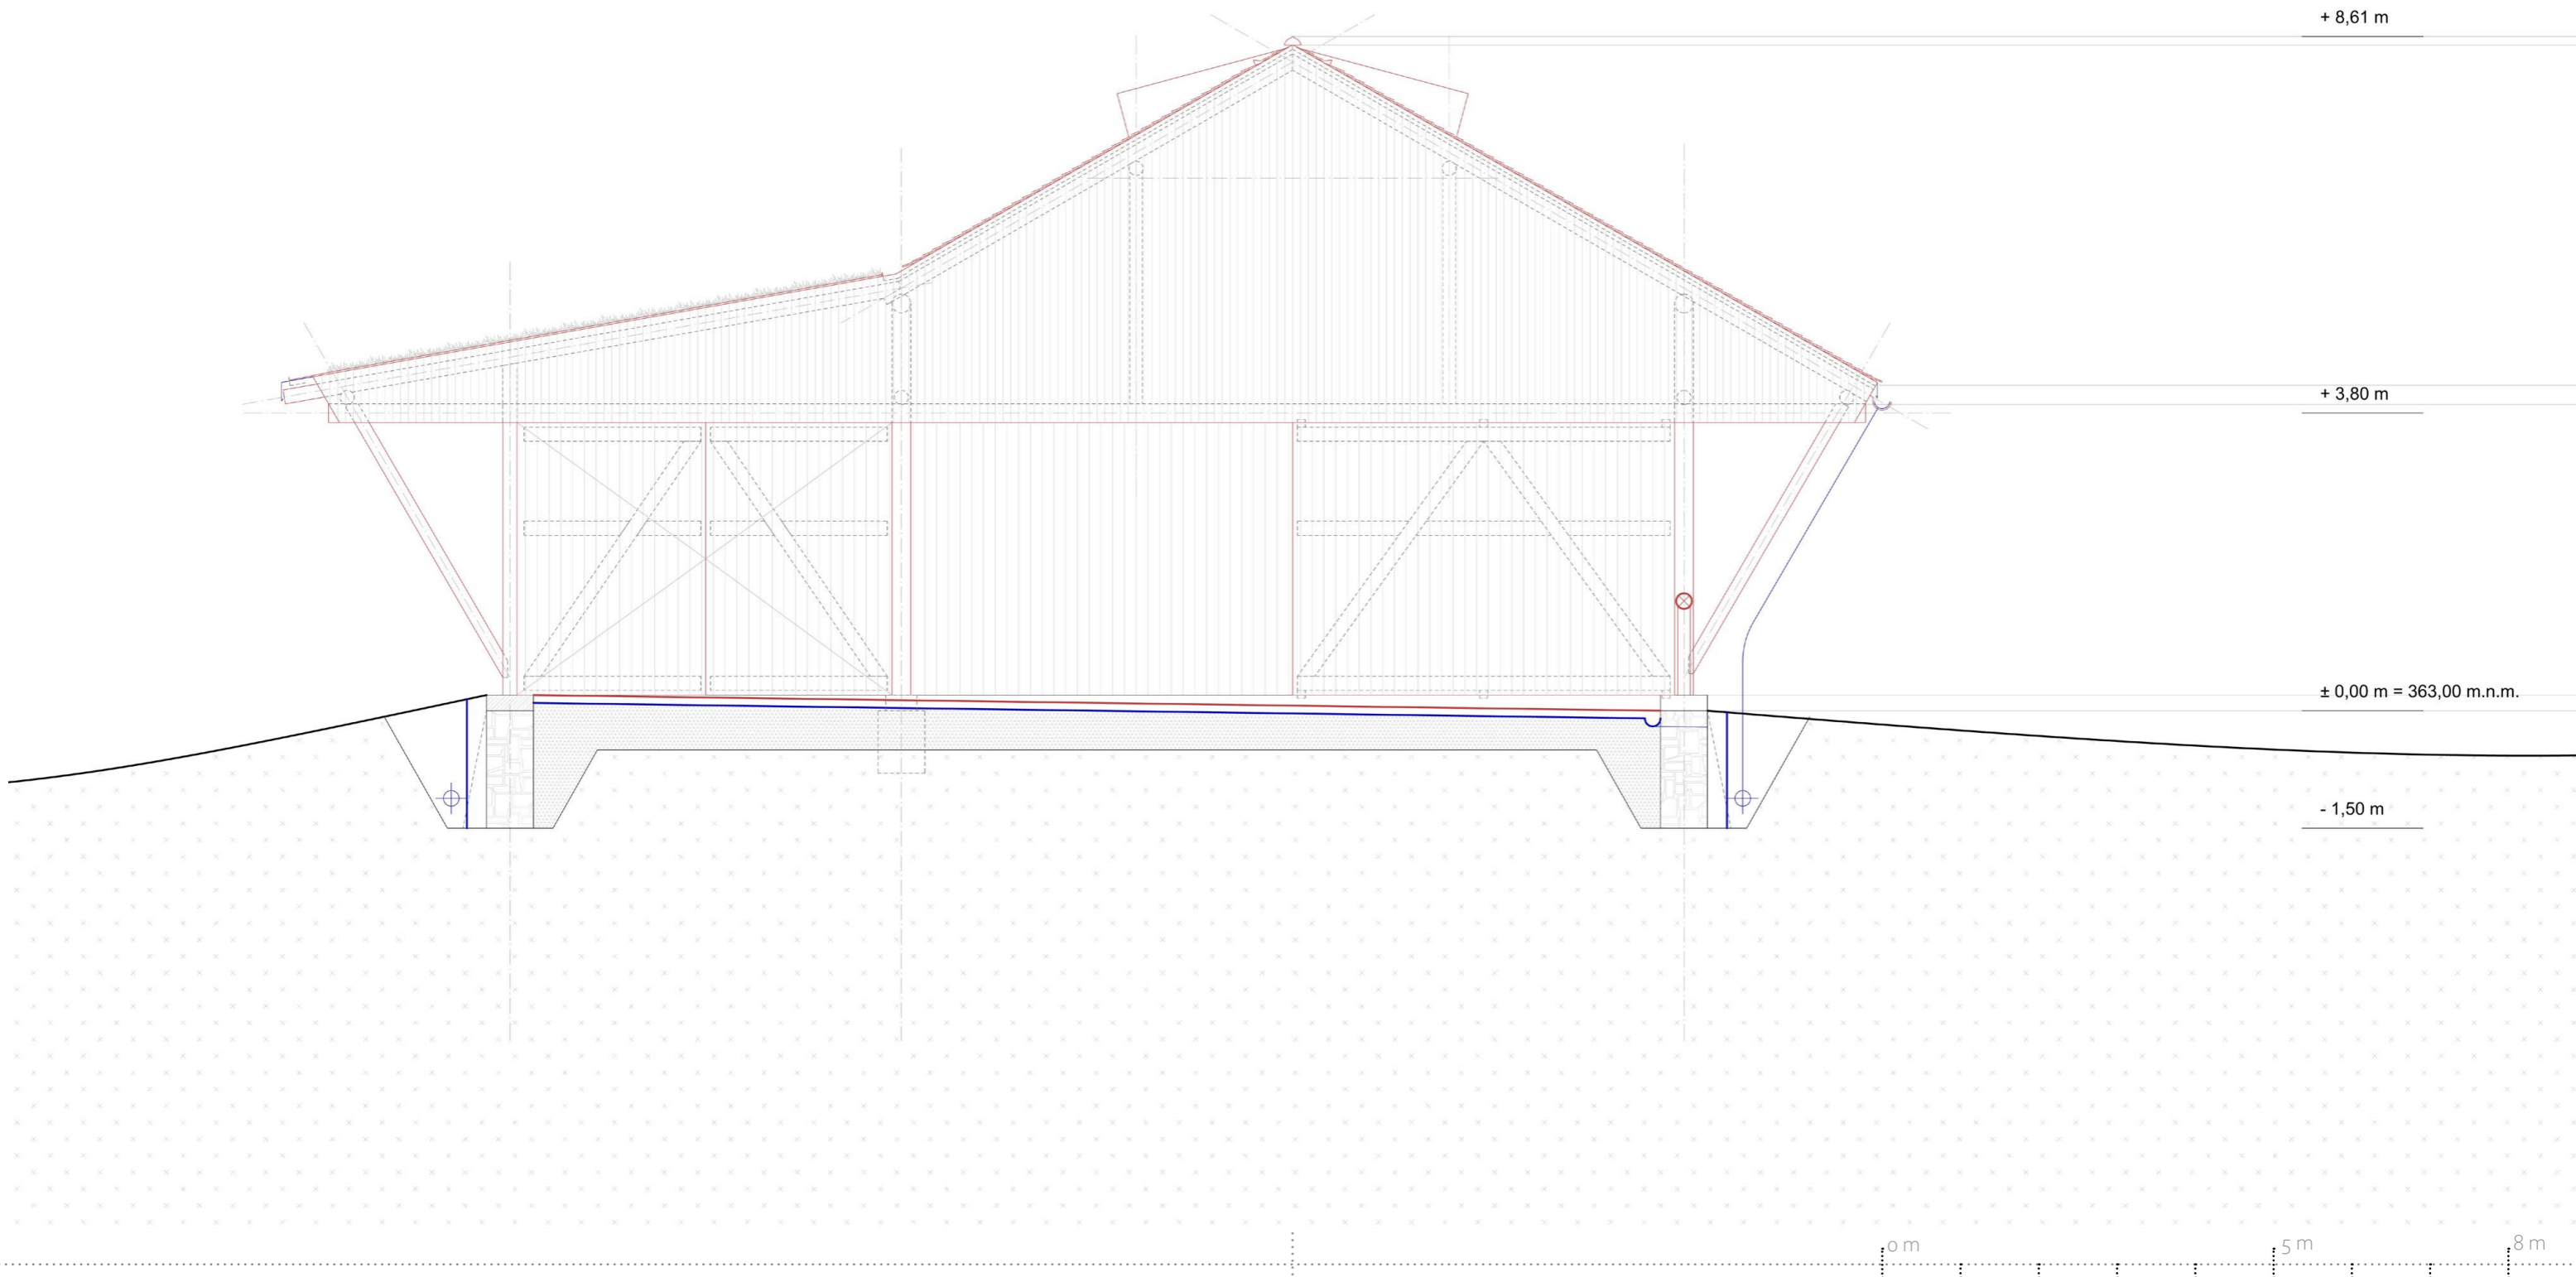 + 8,61 m
+ 3,80 m
± 0,00 m = 363,00 m.n.m.
- 1,50 m
0 m
5 m
8 m